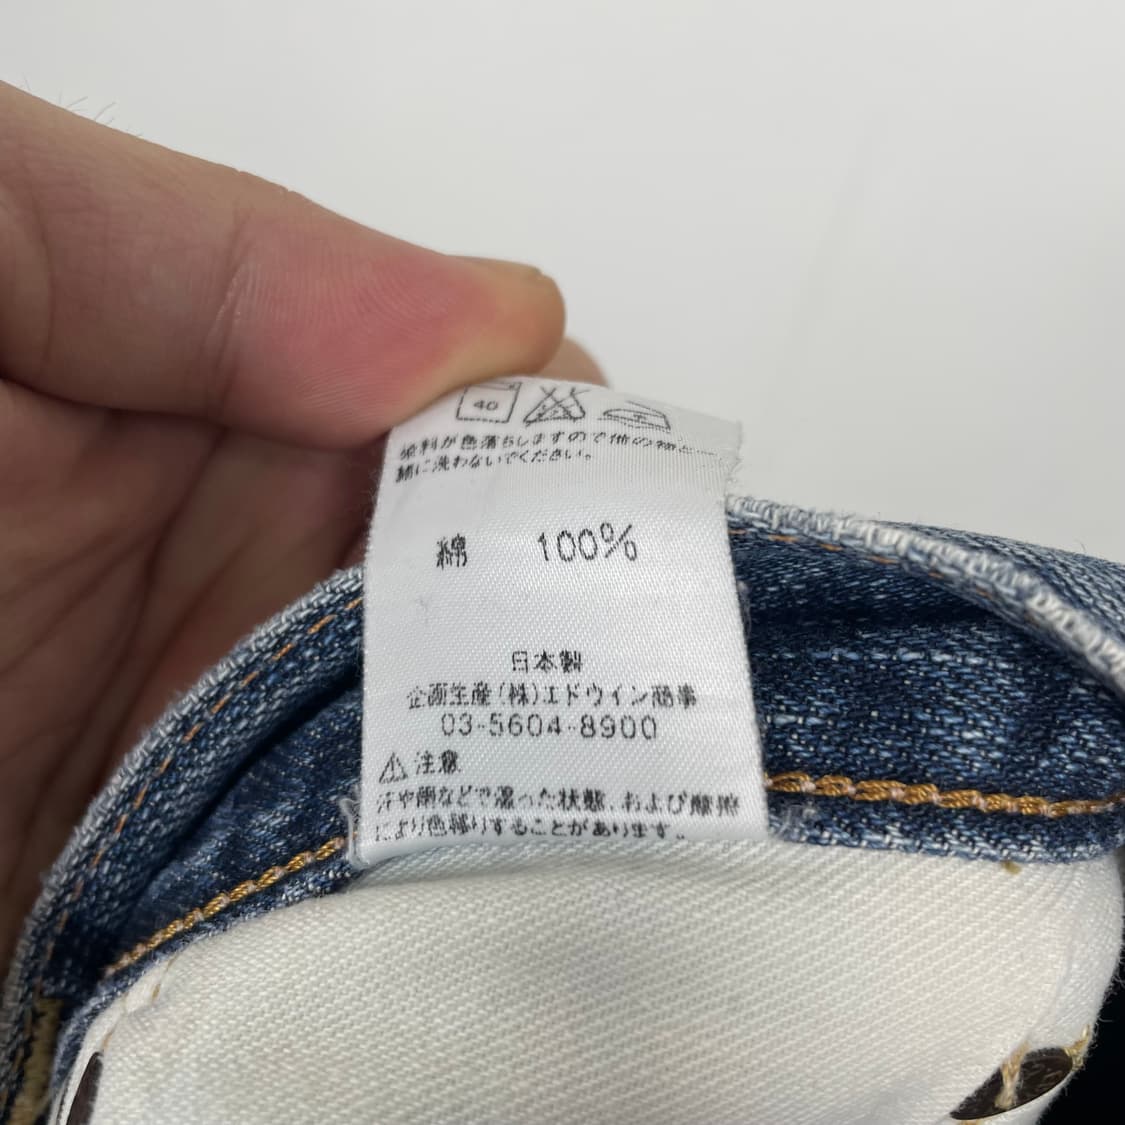 40
染料が色落ちしますので他の物と一
緒に洗わないでください。
綿 100%
日本製
企画生産(株)エドウイン商事
03-5604-8900
注意
汗や雨などで湿った状態、および摩擦
により色移りすることがあります。